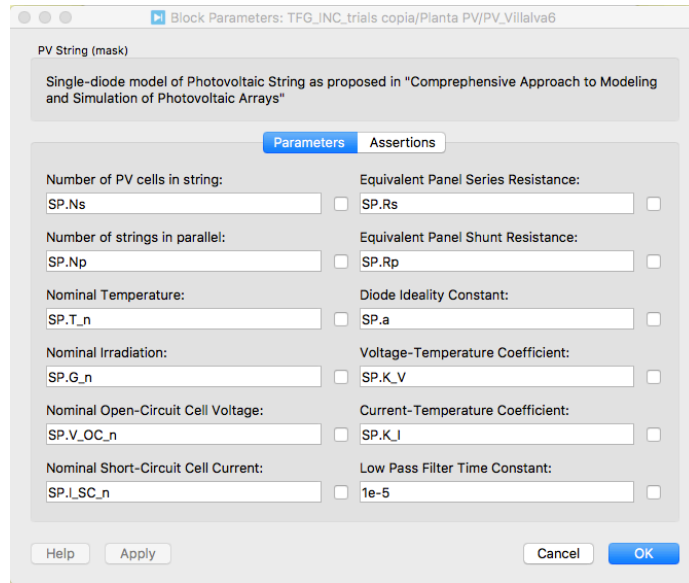 Block Parameters: TFG_INC_trials copia/Planta PV/PV_Villalva6
PV String (mask)
Single-diode model of Photovoltaic String as proposed in "Comprephensive Approach to Modeling
and Simulation of Photovoltaic Arrays"
Parameters Assertions
Number of PV cells in string: Equivalent Panel Series Resistance:
SP.Ns SP.Rs
Number of strings in parallel: Equivalent Panel Shunt Resistance:
SP.Np SP.Rp
Nominal Temperature: Diode Ideality Constant:
SP.T_n SP.a
Nominal Irradiation: Voltage-Temperature Coefficient:
SP.G_n SP.K_V
Nominal Open-Circuit Cell Voltage: Current-Temperature Coefficient:
SP.V_OC_n SP.K_I
Nominal Short-Circuit Cell Current: Low Pass Filter Time Constant:
SP.I_SC_n 1e-5
Help Apply Cancel OK